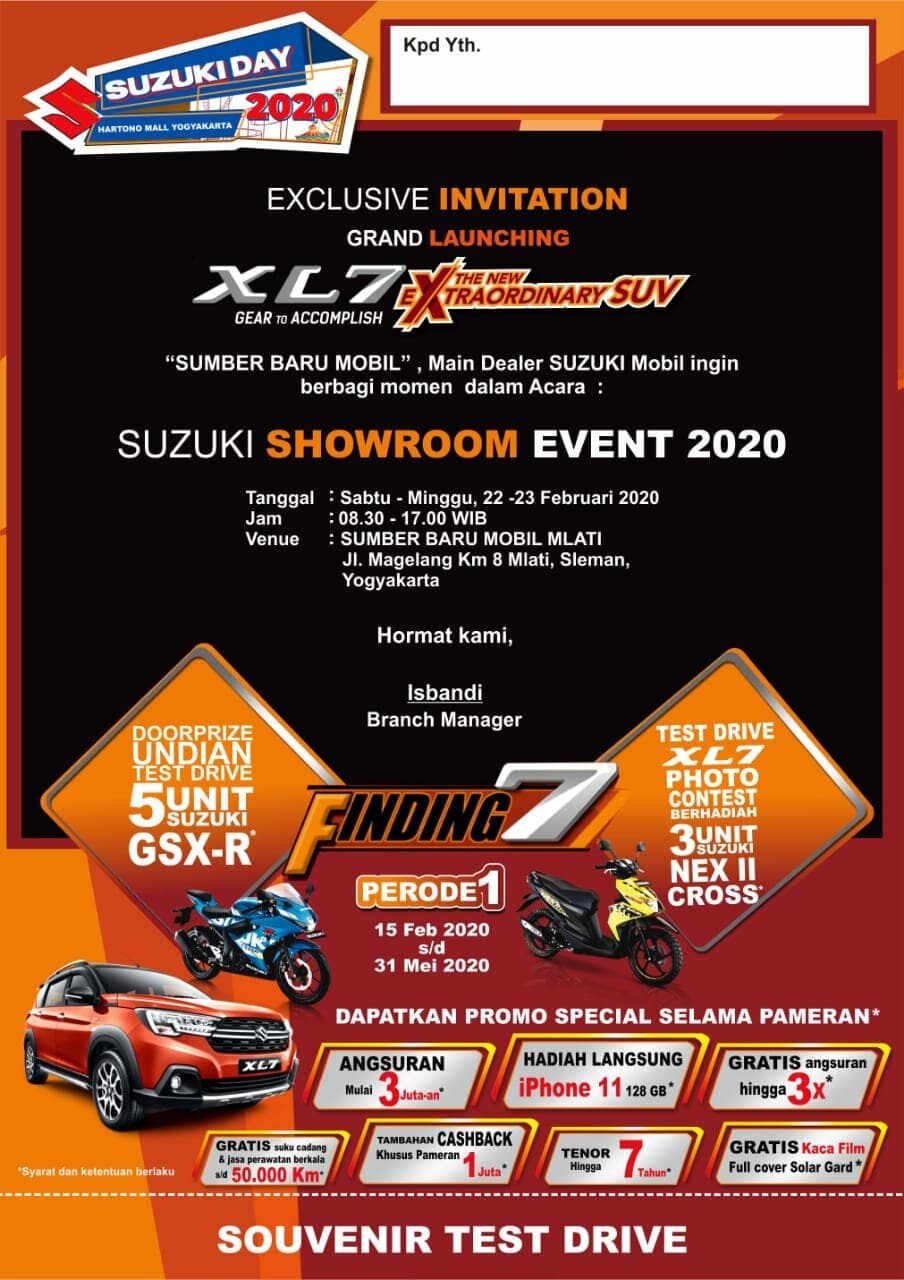 SUZUKI DAY
2020
HARTONO MALL YOGYAKARTA
Kpd Yth.
EXCLUSIVE INVITATION
GRAND LAUNCHING
XL7
GEAR TO ACCOMPLISH
THE NEW
EXTRAORDINARY SUV
“SUMBER BARU MOBIL” , Main Dealer SUZUKI Mobil ingin
berbagi momen dalam Acara :
SUZUKI SHOWROOM EVENT 2020
Tanggal : Sabtu - Minggu, 22 -23 Februari 2020
Jam : 08.30 - 17.00 WIB
Venue : SUMBER BARU MOBIL MLATI
Jl. Magelang Km 8 Mlati, Sleman,
Yogyakarta
Hormat kami,
Isbandi
Branch Manager
DOORPRIZE
UNDIAN
TEST DRIVE
5 UNIT
SUZUKI
GSX-R*
FINDING 7
PERODE 1
15 Feb 2020
s/d
31 Mei 2020
TEST DRIVE
XL7
PHOTO
CONTEST
BERHADIAH
3 UNIT
SUZUKI
NEX II
CROSS*
XL7
DAPATKAN PROMO SPECIAL SELAMA PAMERAN*
ANGSURAN
Mulai 3 Juta-an*
HADIAH LANGSUNG
iPhone 11 128 GB*
GRATIS angsuran
hingga 3x*
GRATIS suku cadang
& jasa perawatan berkala
s/d 50.000 Km*
TAMBAHAN CASHBACK
Khusus Pameran 1 Juta*
TENOR
Hingga 7 Tahun*
GRATIS Kaca Film
Full cover Solar Gard*
*Syarat dan ketentuan berlaku
SOUVENIR TEST DRIVE